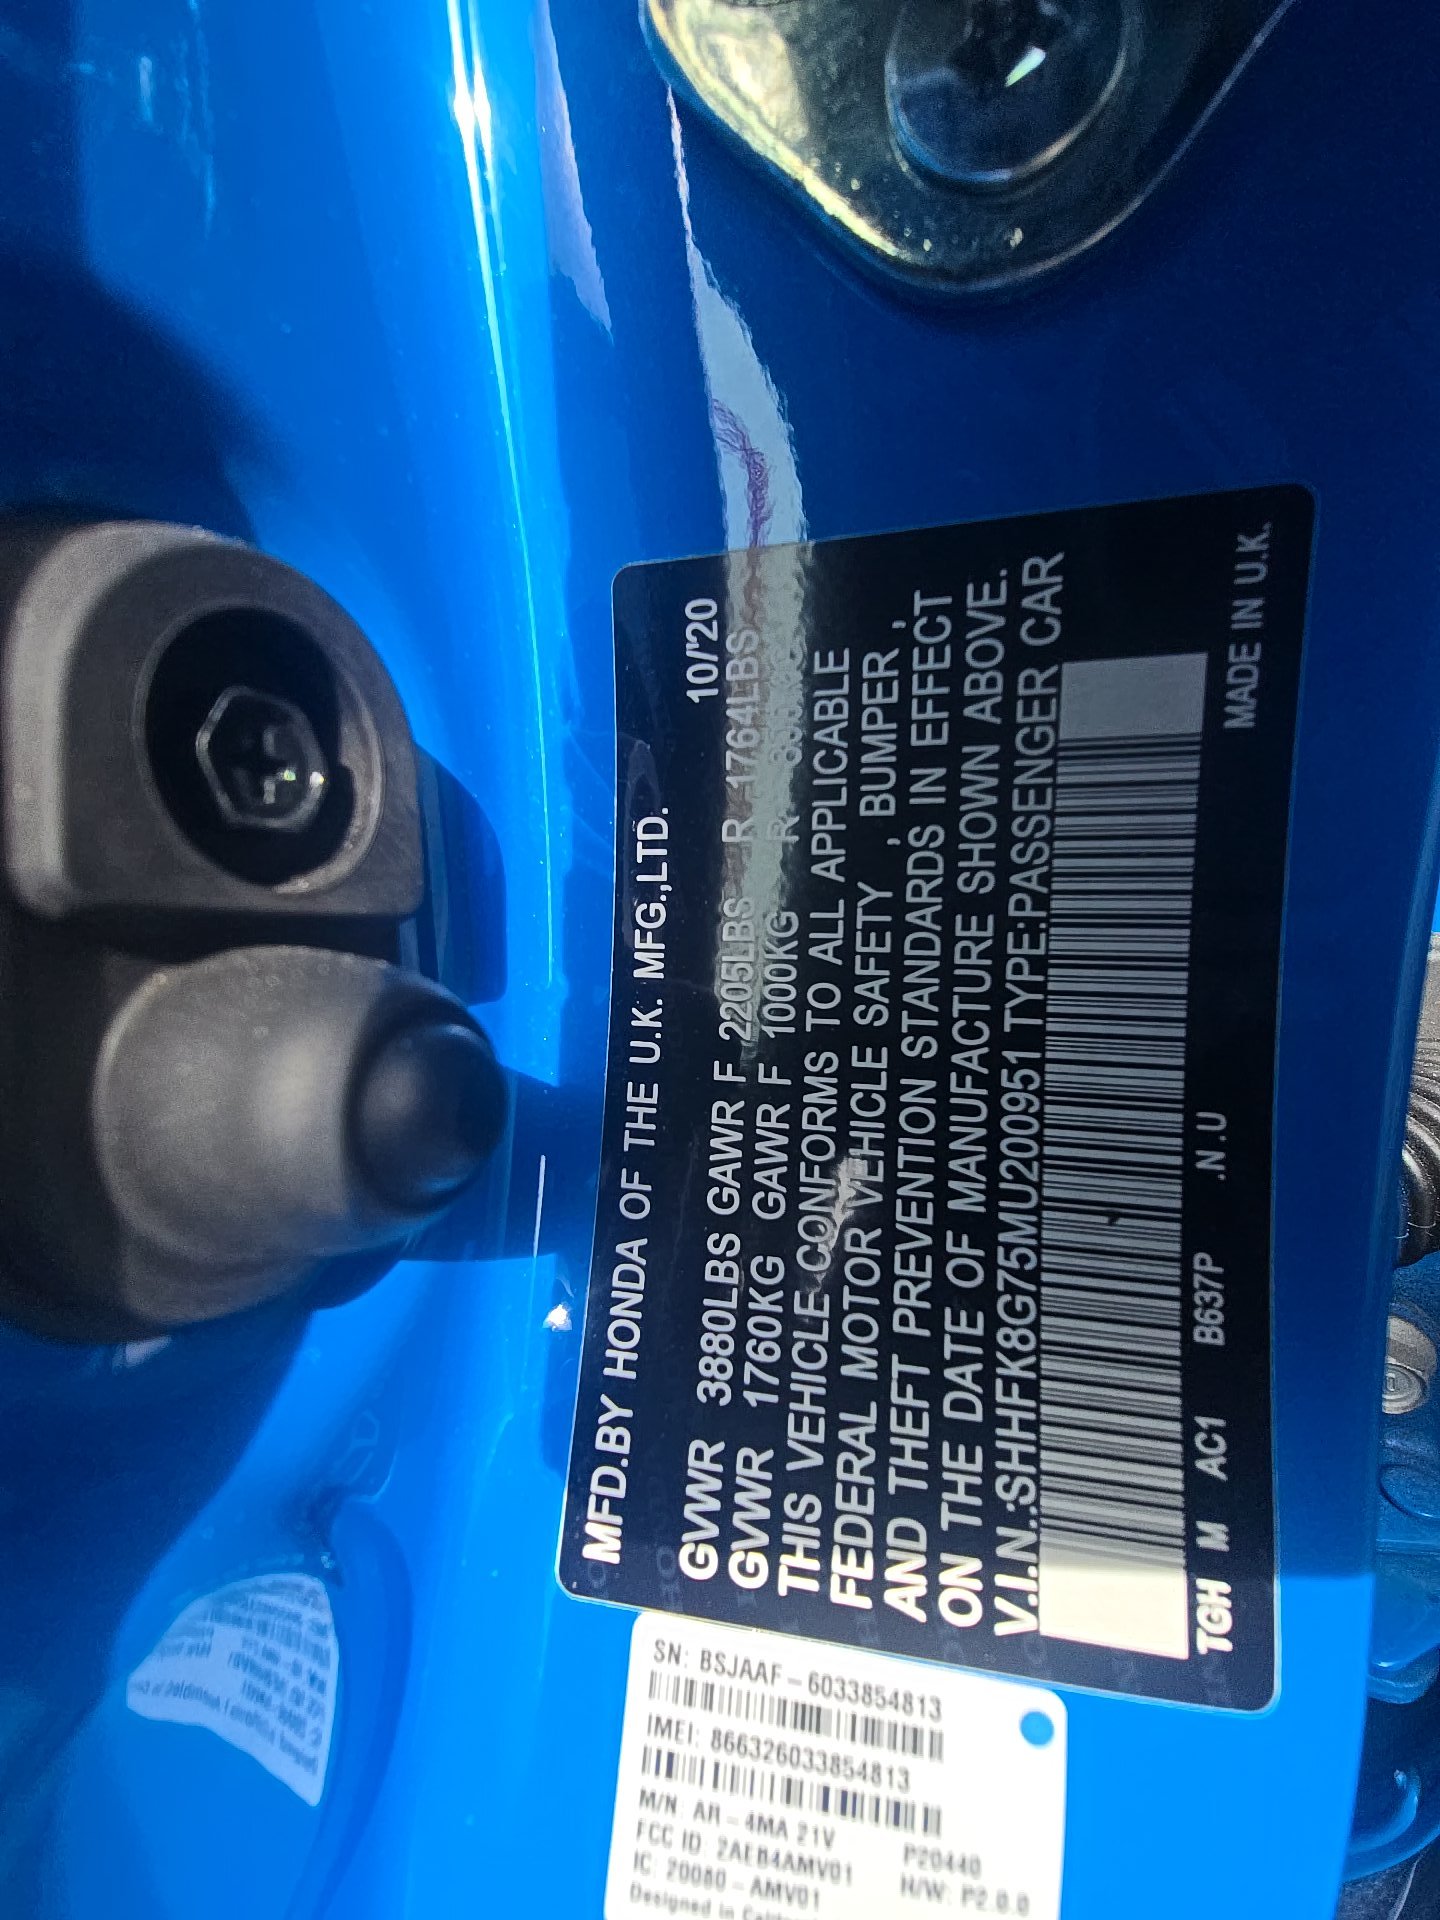 MFD.BY HONDA OF THE U.K. MFG.,LTD.
10/'20
GVWR 3880LBS GAWR F 2205LBS R 1764LBS
GVWR 1760KG GAWR F 1000KG R
THIS VEHICLE CONFORMS TO ALL APPLICABLE
FEDERAL MOTOR VEHICLE SAFETY , BUMPER ,
AND THEFT PREVENTION STANDARDS IN EFFECT
ON THE DATE OF MANUFACTURE SHOWN ABOVE.
V.I.N.:SHHFK8G75MU200951 TYPE:PASSENGER CAR
TGH M AC1 B637P .N.U MADE IN U.K.
SN: BSJAAF-6033854813
IMEI: 866326033854813
M/N: AR-4MA 21V P20440
FCC ID: 2AEB4AMV01 H/W: P2.0.0
IC: 20080-AMV01
Designed in